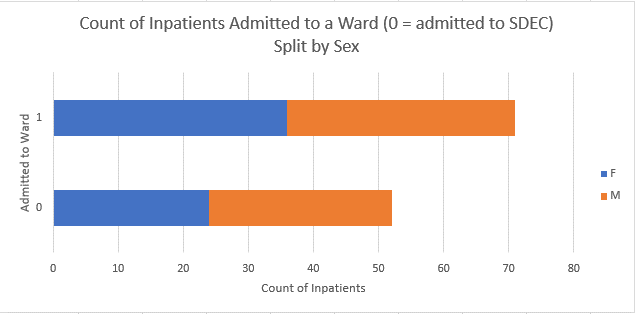 Count of Inpatients Admitted to a Ward (0 = admitted to SDEC)
Split by Sex
Admitted to Ward
1
0
F
M
0 10 20 30 40 50 60 70 80
Count of Inpatients